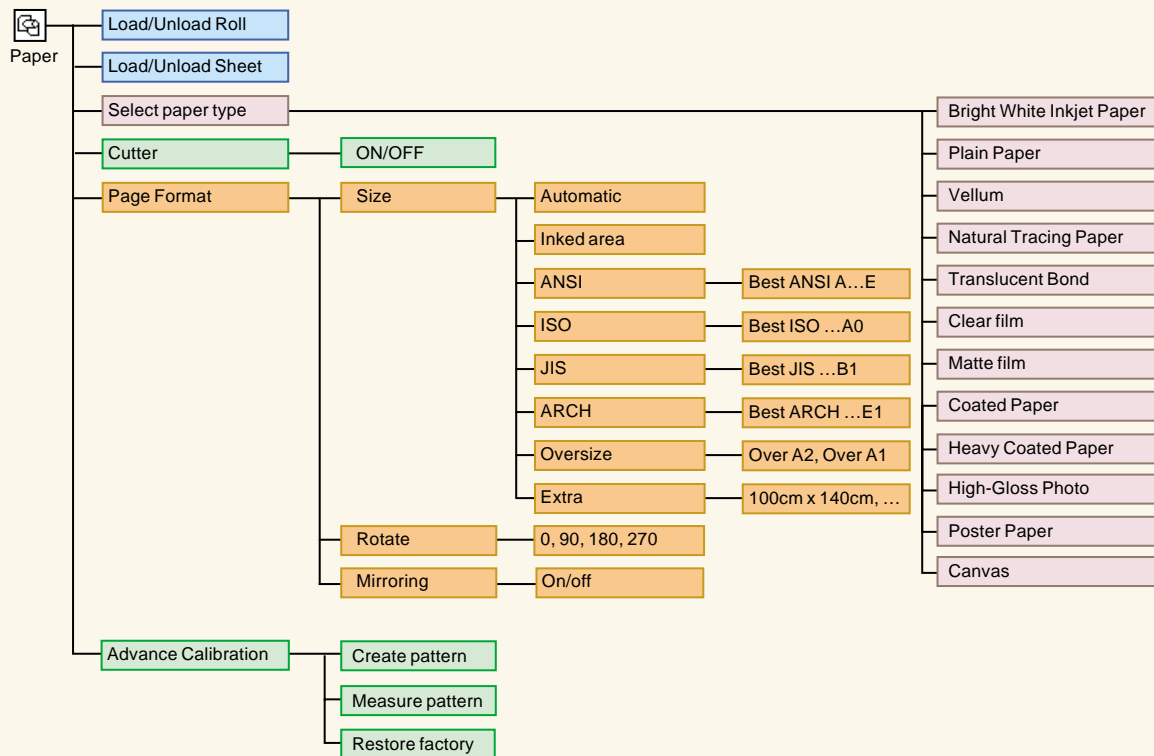 Paper
Load/Unload Roll
Load/Unload Sheet
Select paper type
Bright White Inkjet Paper
Plain Paper
Vellum
Natural Tracing Paper
Translucent Bond
Clear film
Matte film
Coated Paper
Heavy Coated Paper
High-Gloss Photo
Poster Paper
Canvas
Cutter
ON/OFF
Page Format
Size
Automatic
Inked area
ANSI
Best ANSI A…E
ISO
Best ISO …A0
JIS
Best JIS …B1
ARCH
Best ARCH …E1
Oversize
Over A2, Over A1
Extra
100cm x 140cm, …
Rotate
0, 90, 180, 270
Mirroring
On/off
Advance Calibration
Create pattern
Measure pattern
Restore factory